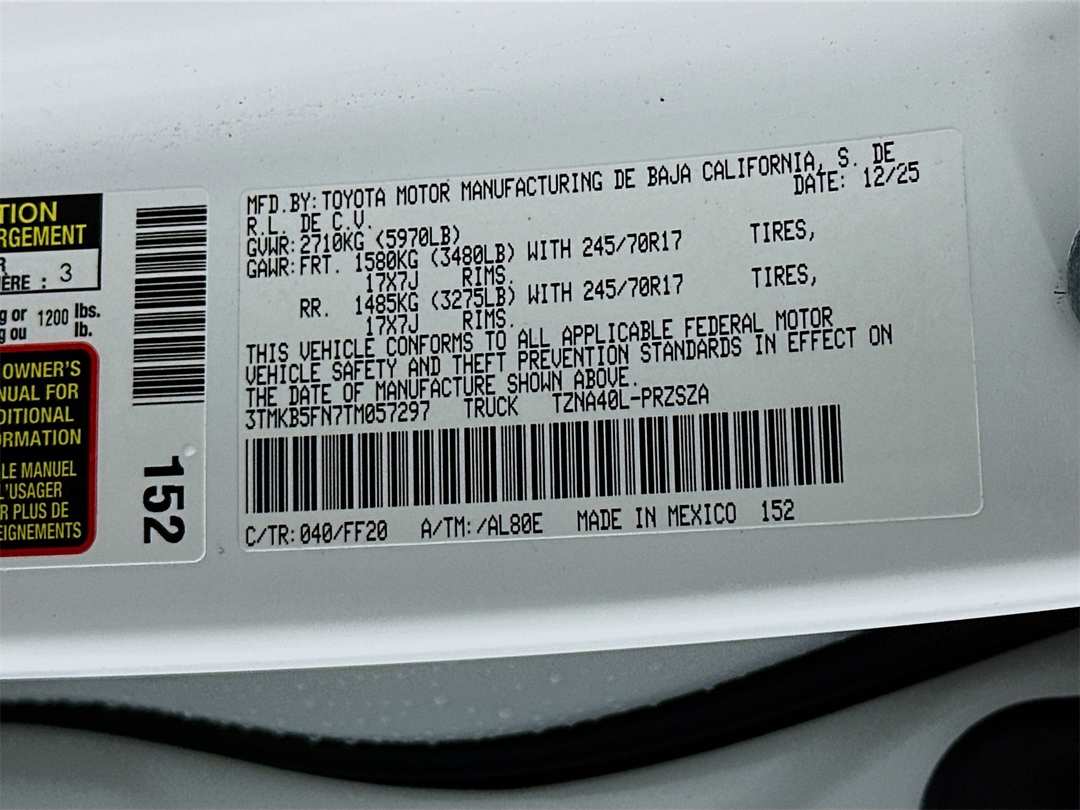 TION
RGEMENT
R
IÈRE : 3
g or 1200 lbs.
g ou lb.
OWNER'S
NUAL FOR
DITIONAL
ORMATION
LE MANUEL
L'USAGER
R PLUS DE
EIGNEMENTS
152
MFD.BY:TOYOTA MOTOR MANUFACTURING DE BAJA CALIFORNIA, S. DE
R.L. DE C.V. DATE: 12/25
GVWR:2710KG (5970LB)
GAWR:FRT. 1580KG (3480LB) WITH 245/70R17 TIRES,
17X7J RIMS.
RR. 1485KG (3275LB) WITH 245/70R17 TIRES,
17X7J RIMS.
THIS VEHICLE CONFORMS TO ALL APPLICABLE FEDERAL MOTOR
VEHICLE SAFETY AND THEFT PREVENTION STANDARDS IN EFFECT ON
THE DATE OF MANUFACTURE SHOWN ABOVE.
3TMKB5FN7TM057297 TRUCK TZNA40L-PRZSZA
C/TR:040/FF20 A/TM:/AL80E MADE IN MEXICO 152